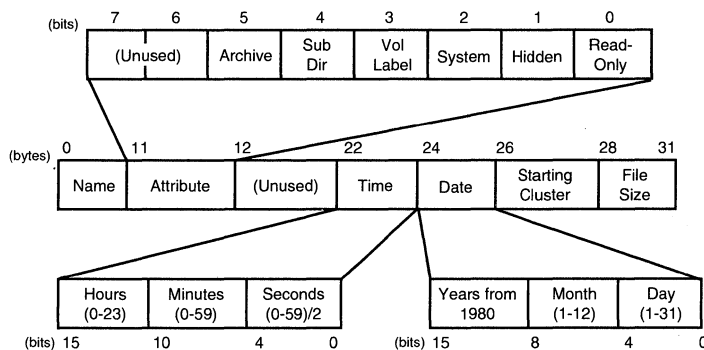 (bits) 7 6 5 4 3 2 1 0
(Unused) Archive Sub Dir Vol Label System Hidden Read-Only
(bytes) 0 11 12 22 24 26 28 31
Name Attribute (Unused) Time Date Starting Cluster File Size
Hours (0-23) Minutes (0-59) Seconds (0-59)/2 Years from 1980 Month (1-12) Day (1-31)
(bits) 15 10 4 0 (bits) 15 8 4 0